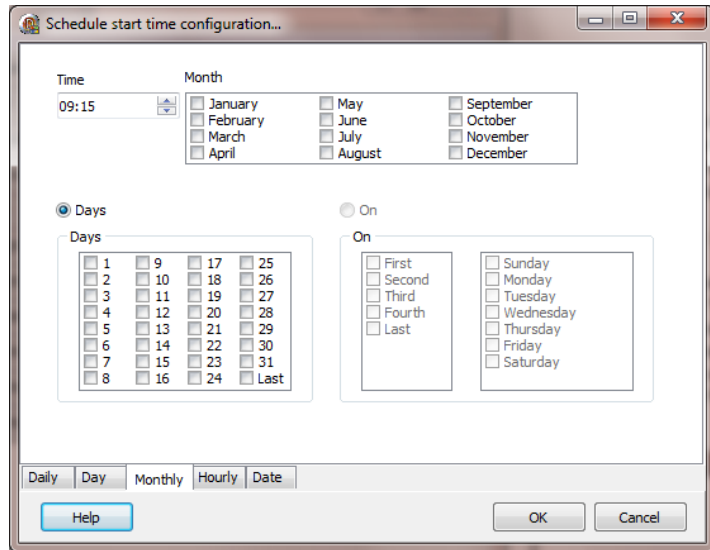 Schedule start time configuration...
Time
Month
09:15
January
February
March
April
May
June
July
August
September
October
November
December
Days
On
Days
1
2
3
4
5
6
7
8
9
10
11
12
13
14
15
16
17
18
19
20
21
22
23
24
25
26
27
28
29
30
31
Last
On
First
Second
Third
Fourth
Last
Sunday
Monday
Tuesday
Wednesday
Thursday
Friday
Saturday
Daily
Day
Monthly
Hourly
Date
Help
OK
Cancel